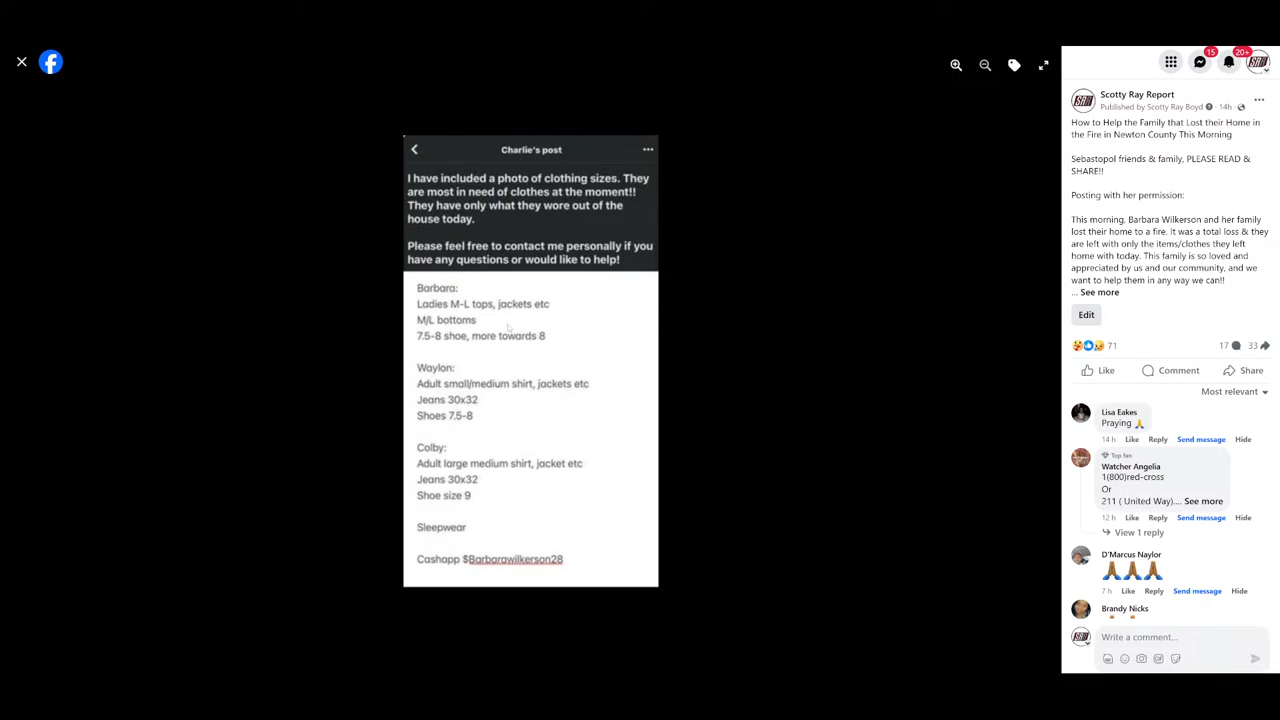 Charlie's post
I have included a photo of clothing sizes. They
are most in need of clothes at the moment!!
They have only what they wore out of the
house today.
Please feel free to contact me personally if you
have any questions or would like to help!
Barbara:
Ladies M-L tops, jackets etc
M/L bottoms
7.5-8 shoe, more towards 8
Waylon:
Adult small/medium shirt, jackets etc
Jeans 30x32
Shoes 7.5-8
Colby:
Adult large medium shirt, jacket etc
Jeans 30x32
Shoe size 9
Sleepwear
Cashapp $Barbarawilkerson28
15
20+
Scotty Ray Report
Published by Scotty Ray Boyd · 14h ·
How to Help the Family that Lost their Home in
the Fire in Newton County This Morning
Sebastopol friends & family, PLEASE READ &
SHARE!!
Posting with her permission:
This morning, Barbara Wilkerson and her family
lost their home to a fire. It was a total loss & they
are left with only the items/clothes they left
home with today. This family is so loved and
appreciated by us and our community, and we
want to help them in any way we can!!
... See more
Edit
71
17
33
Like
Comment
Share
Most relevant
Lisa Eakes
Praying 🙏
14 h Like Reply Send message Hide
Top fan
Watcher Angelia
1(800)red-cross
Or
211 ( United Way).... See more
12 h Like Reply Send message Hide
View 1 reply
D'Marcus Naylor
🙏🙏🙏
7 h Like Reply Send message Hide
Brandy Nicks
Write a comment...